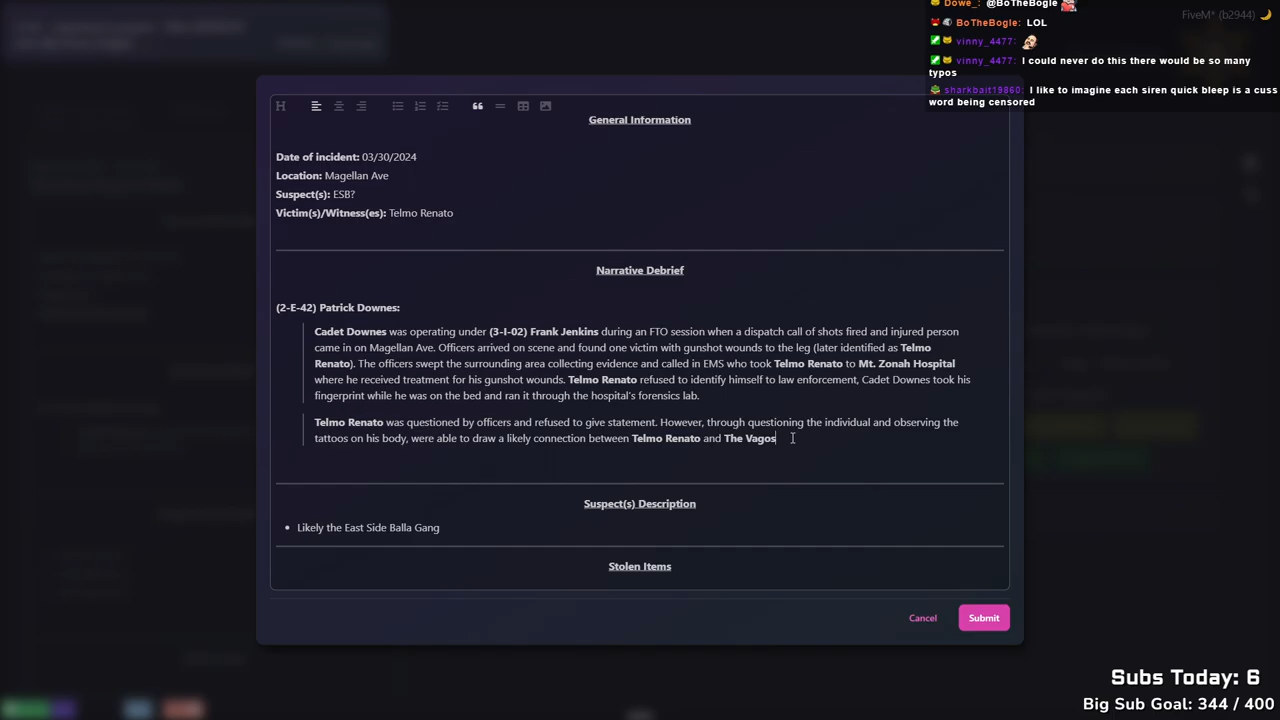 Dowe_: @BoTheBogle
FiveM* (b2944)
BoTheBogle: LOL
vinny_4477:
vinny_4477: I could never do this there would be so many
typos
sharkbait19860: I like to imagine each siren quick bleep is a cuss
word being censored
H
General Information
Date of incident: 03/30/2024
Location: Magellan Ave
Suspect(s): ESB?
Victim(s)/Witness(es): Telmo Renato
Narrative Debrief
(2-E-42) Patrick Downes:
Cadet Downes was operating under (3-I-02) Frank Jenkins during an FTO session when a dispatch call of shots fired and injured person
came in on Magellan Ave. Officers arrived on scene and found one victim with gunshot wounds to the leg (later identified as Telmo
Renato). The officers swept the surrounding area collecting evidence and called in EMS who took Telmo Renato to Mt. Zonah Hospital
where he received treatment for his gunshot wounds. Telmo Renato refused to identify himself to law enforcement, Cadet Downes took his
fingerprint while he was on the bed and ran it through the hospital's forensics lab.
Telmo Renato was questioned by officers and refused to give statement. However, through questioning the individual and observing the
tattoos on his body, were able to draw a likely connection between Telmo Renato and The Vagos
Suspect(s) Description
• Likely the East Side Balla Gang
Stolen Items
Cancel
Submit
Subs Today: 6
Big Sub Goal: 344 / 400